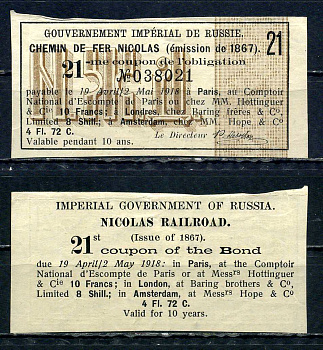 GOUVERNEMENT IMPÉRIAL DE RUSSIE.
CHEMIN DE FER NICOLAS (émission de 1867). 21
21-me coupon de l'obligation
№038021
payable le 19 Avril/2 Mai 1918 à Paris, au Comptoir
National d'Escompte de Paris ou chez MM. Hottinguer
& Cie 10 Francs; à Londres, chez Baring frères & Cº,
Limited 8 Shill.; à Amsterdam, chez MM. Hope & Cº
4 Fl. 72 C.
Le Directeur
Valable pendant 10 ans.
IMPERIAL GOVERNMENT OF RUSSIA.
NICOLAS RAILROAD.
(Issue of 1867).
21st coupon of the Bond
due 19 April/2 May 1918: in Paris, at the Comptoir
National d'Escompte de Paris or at Messrs Hottinguer
& Cie 10 Francs; in London, at Baring brothers & Cº,
Limited 8 Shill.; in Amsterdam, at Messrs Hope & Cº
4 Fl. 72 C.
Valid for 10 years.